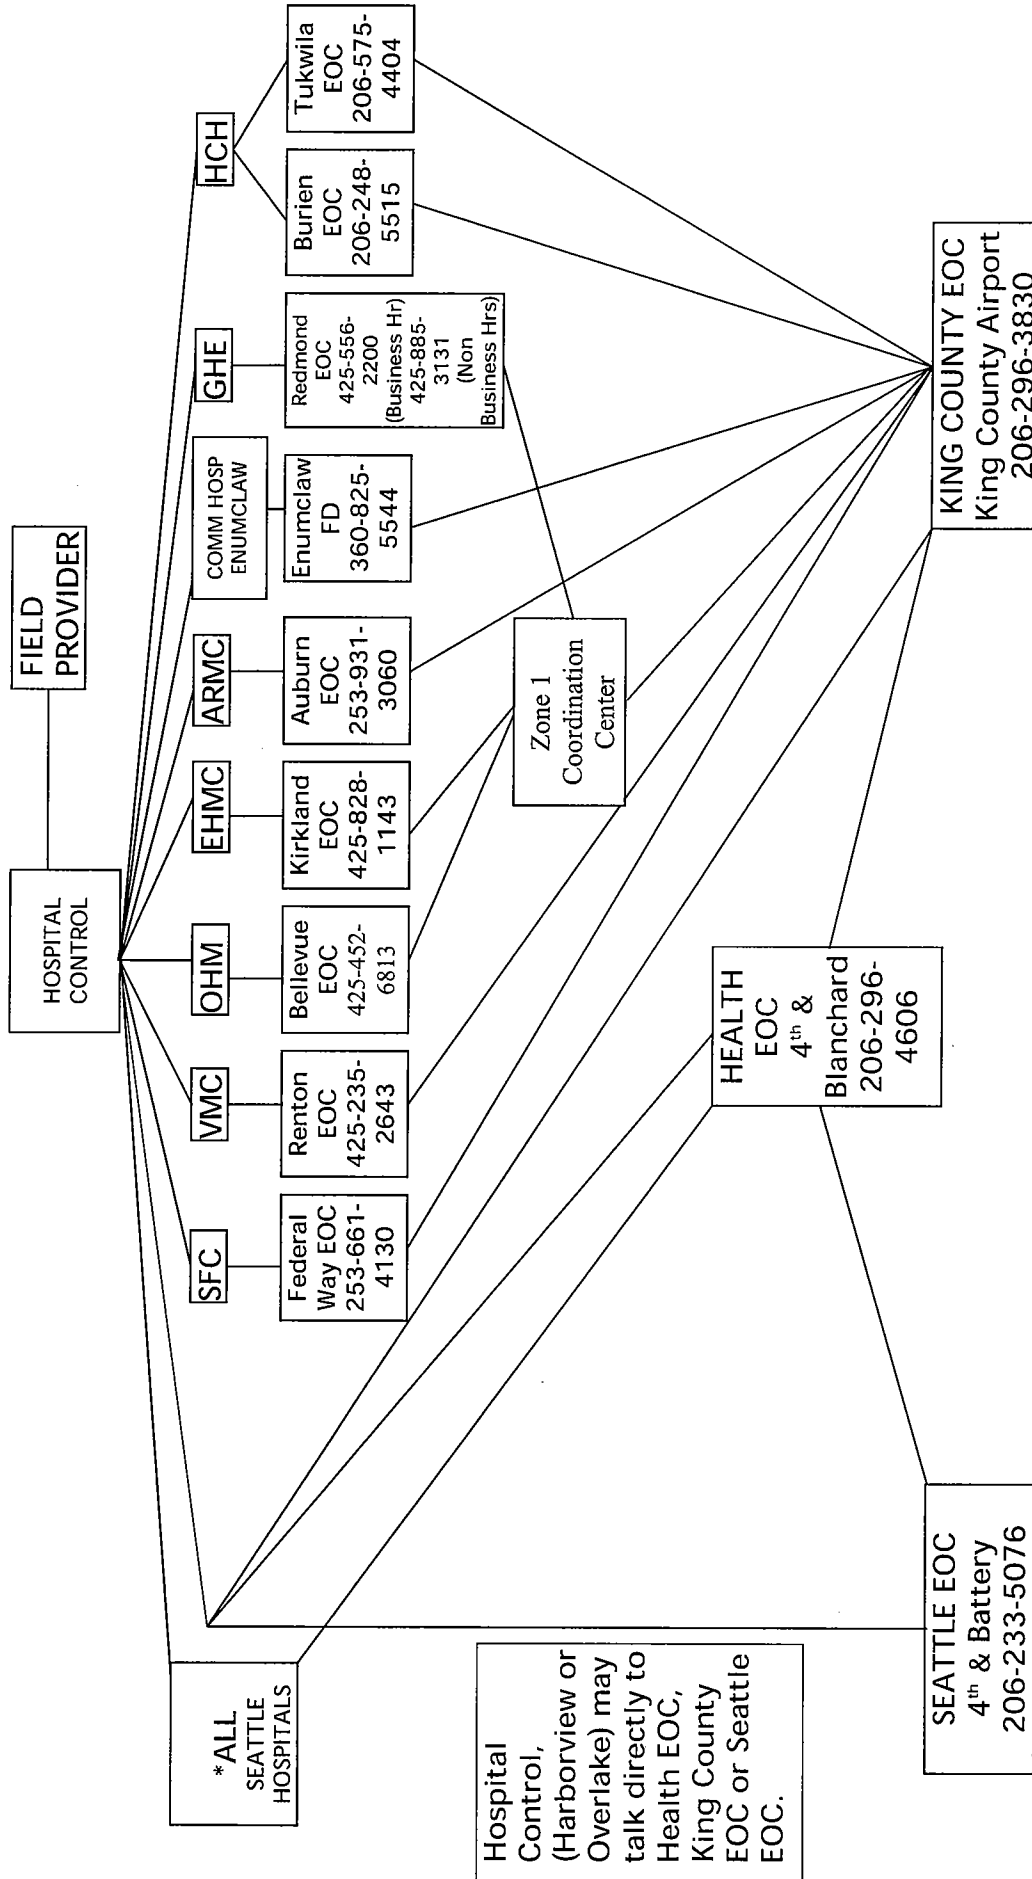 FIELD
PROVIDER
HOSPITAL
CONTROL
*ALL
SEATTLE
HOSPITALS
SFC
VMC
OHM
EHMC
ARMC
COMM HOSP
ENUMCLAW
GHE
HCH
Federal
Way EOC
253-661-
4130
Renton
EOC
425-235-
2643
Bellevue
EOC
425-452-
6813
Kirkland
EOC
425-828-
1143
Auburn
EOC
253-931-
3060
Enumclaw
FD
360-825-
5544
Redmond
EOC
425-556-
2200
(Business Hr)
425-885-
3131
(Non
Business Hrs)
Burien
EOC
206-248-
5515
Tukwila
EOC
206-575-
4404
Zone 1
Coordination
Center
Hospital
Control,
(Harborview or
Overlake) may
talk directly to
Health EOC,
King County
EOC or Seattle
EOC.
HEALTH
EOC
4th &
Blanchard
206-296-
4606
SEATTLE EOC
4th & Battery
206-233-5076
KING COUNTY EOC
King County Airport
206-296-3830